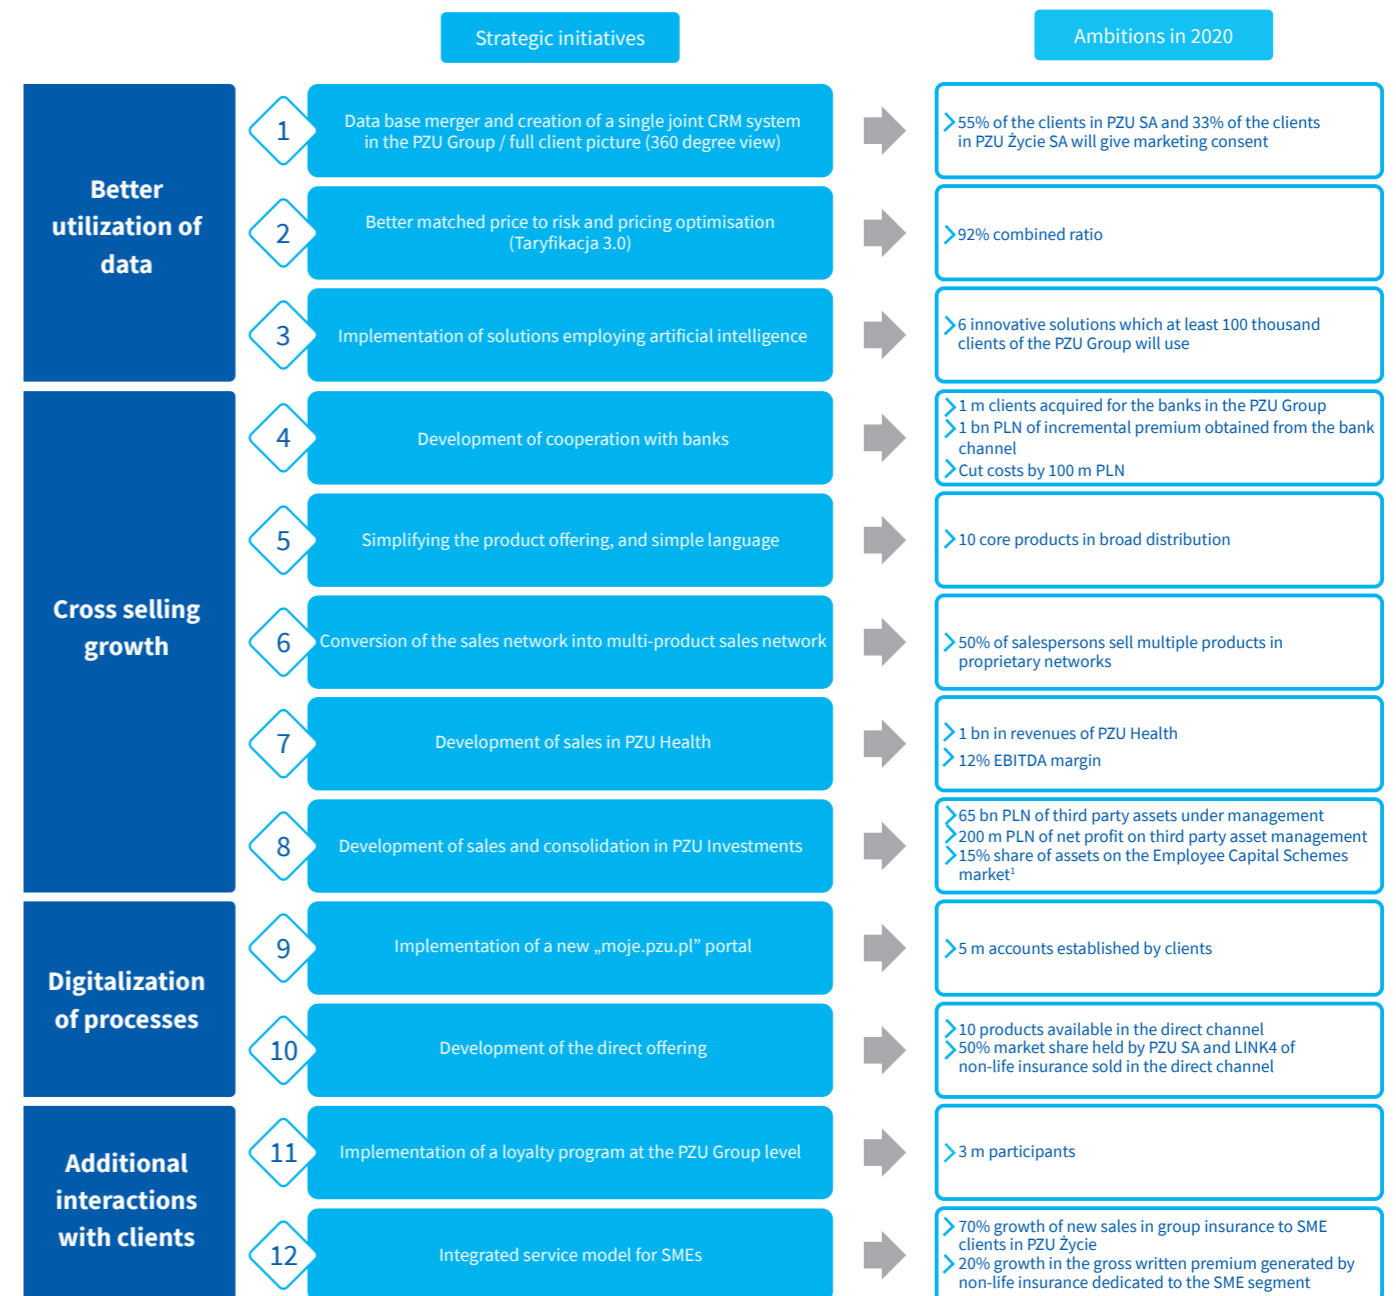 Strategic initiatives
Ambitions in 2020
Better
utilization of
data
1
Data base merger and creation of a single joint CRM system
in the PZU Group / full client picture (360 degree view)
55% of the clients in PZU SA and 33% of the clients
in PZU Życie SA will give marketing consent
2
Better matched price to risk and pricing optimisation
(Taryfikacja 3.0)
92% combined ratio
3
Implementation of solutions employing artificial intelligence
6 innovative solutions which at least 100 thousand
clients of the PZU Group will use
Cross selling
growth
4
Development of cooperation with banks
1 m clients acquired for the banks in the PZU Group
1 bn PLN of incremental premium obtained from the bank
channel
Cut costs by 100 m PLN
5
Simplifying the product offering, and simple language
10 core products in broad distribution
6
Conversion of the sales network into multi-product sales network
50% of salespersons sell multiple products in
proprietary networks
7
Development of sales in PZU Health
1 bn in revenues of PZU Health
12% EBITDA margin
8
Development of sales and consolidation in PZU Investments
65 bn PLN of third party assets under management
200 m PLN of net profit on third party asset management
15% share of assets on the Employee Capital Schemes
market¹
Digitalization
of processes
9
Implementation of a new „moje.pzu.pl” portal
5 m accounts established by clients
10
Development of the direct offering
10 products available in the direct channel
50% market share held by PZU SA and LINK4 of
non-life insurance sold in the direct channel
Additional
interactions
with clients
11
Implementation of a loyalty program at the PZU Group level
3 m participants
12
Integrated service model for SMEs
70% growth of new sales in group insurance to SME
clients in PZU Życie
20% growth in the gross written premium generated by
non-life insurance dedicated to the SME segment